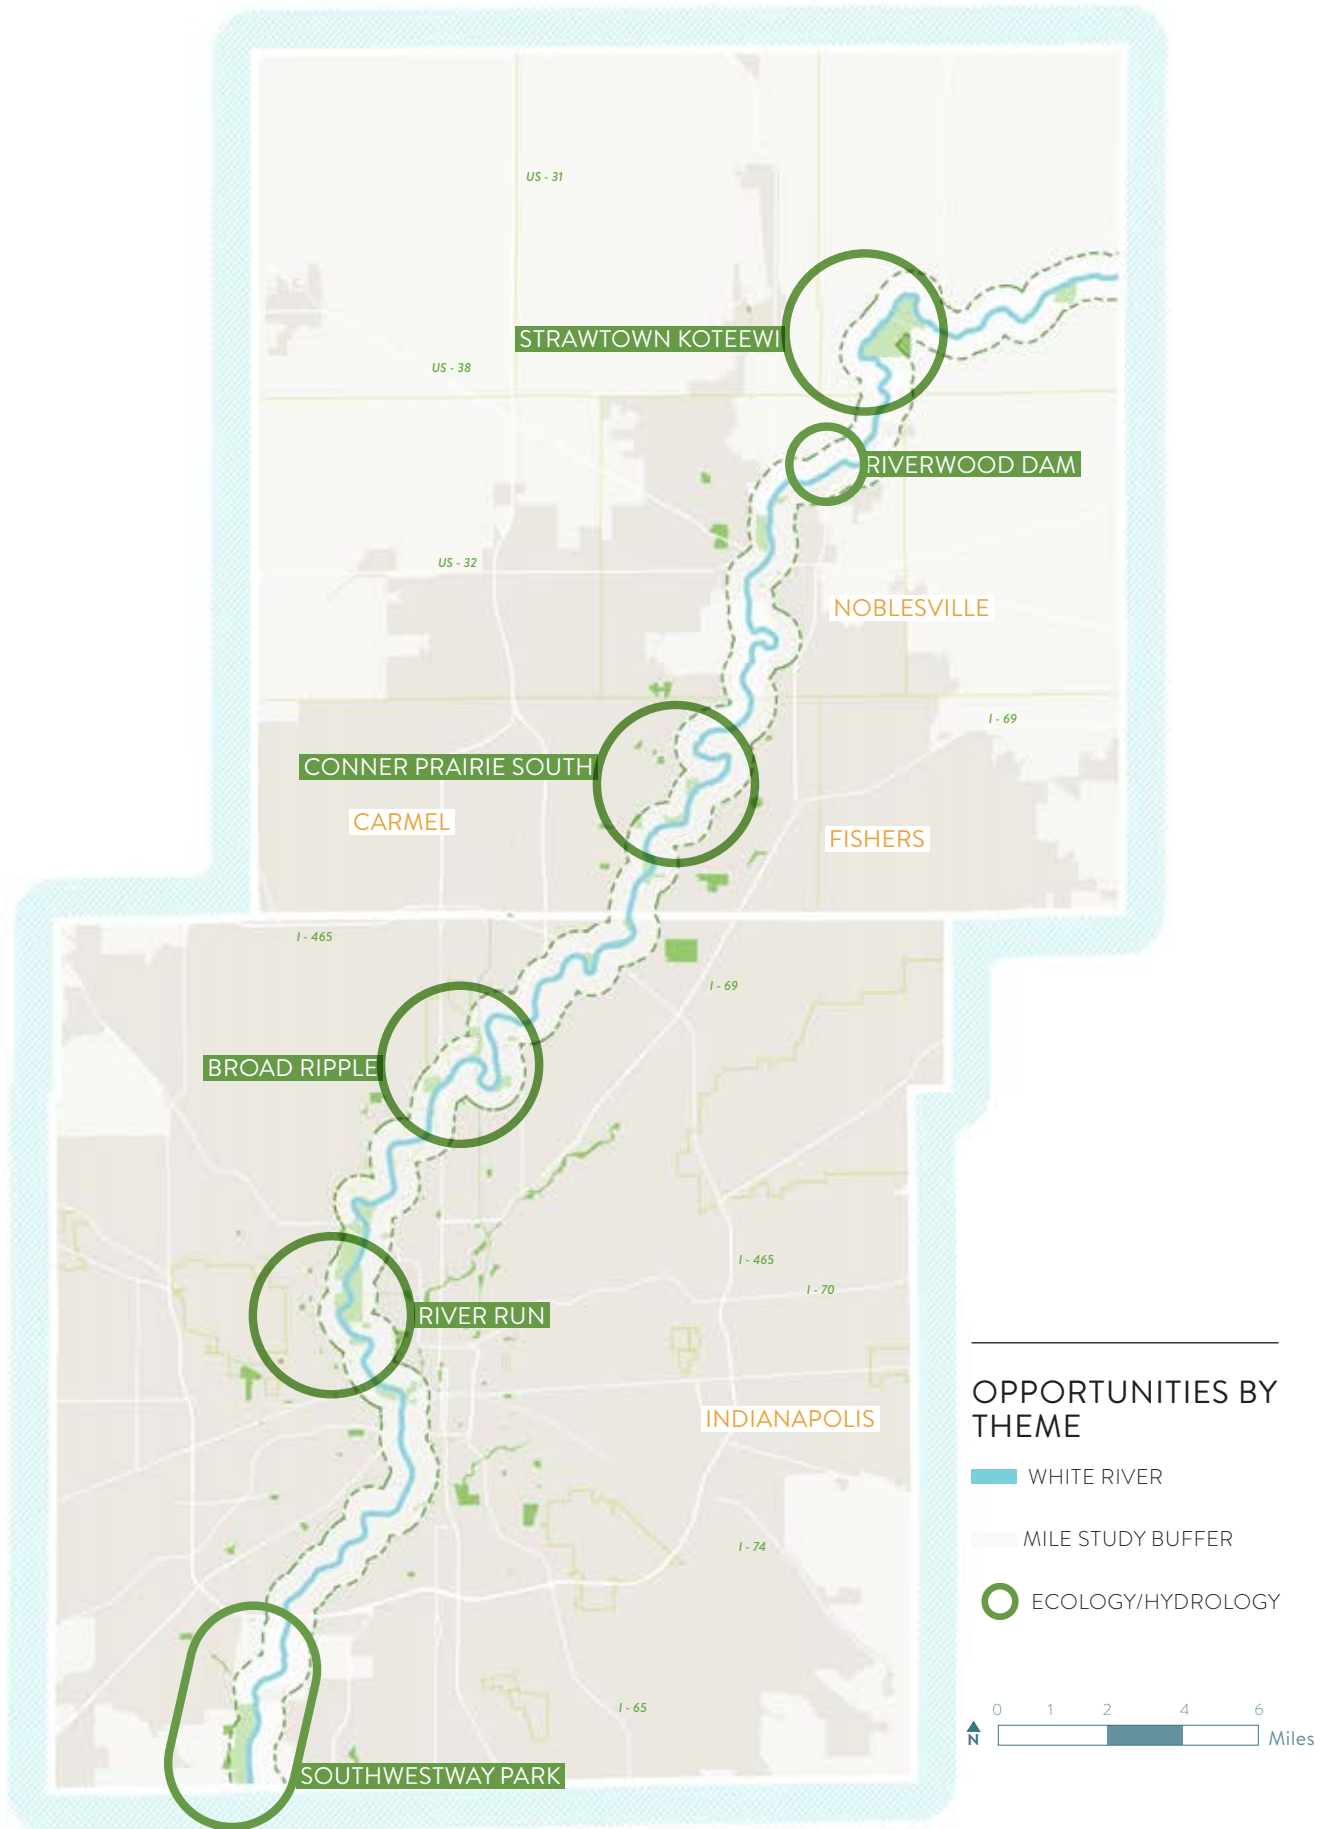 US - 31
STRAWTOWN KOTEEWI
US - 38
RIVERWOOD DAM
US - 32
NOBLESVILLE
I - 69
CONNER PRAIRIE SOUTH
CARMEL
FISHERS
I - 465
I - 69
BROAD RIPPLE
I - 465
I - 70
RIVER RUN
INDIANAPOLIS
I - 74
I - 65
SOUTHWESTWAY PARK
OPPORTUNITIES BY
THEME
WHITE RIVER
MILE STUDY BUFFER
ECOLOGY/HYDROLOGY
0 1 2 4 6
N
Miles